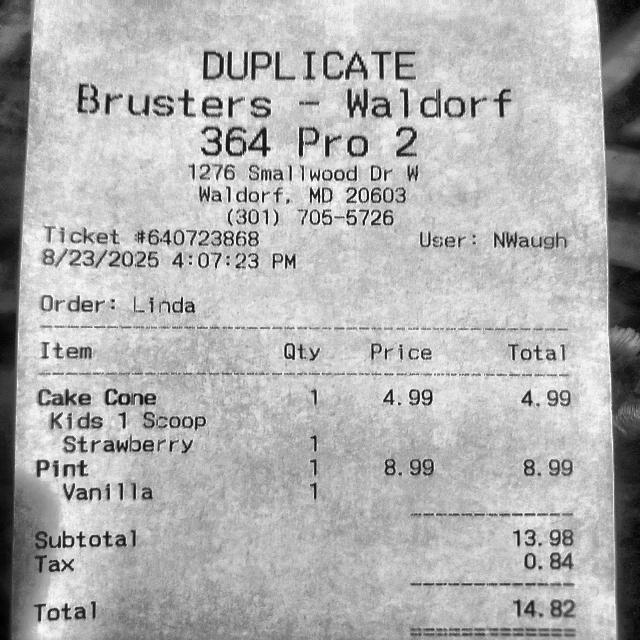 DUPLICATE
Brusters - Waldorf
364 Pro 2
1276 Smallwood Dr W
Waldorf, MD 20603
(301) 705-5726
Ticket #640723868 User: NWaugh
8/23/2025 4:07:23 PM
Order: Linda
Item Qty Price Total
Cake Cone 1 4.99 4.99
Kids 1 Scoop
Strawberry 1
Pint 1 8.99 8.99
Vanilla 1
Subtotal 13.98
Tax 0.84
Total 14.82